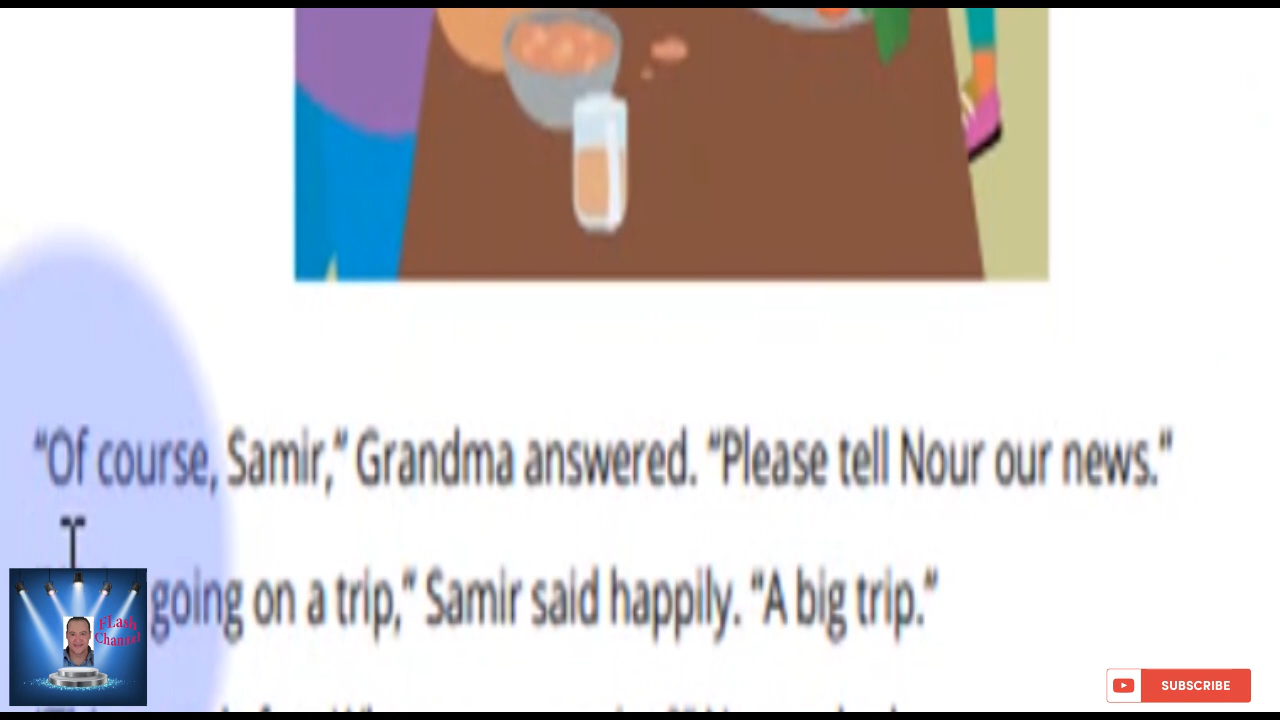 “Of course, Samir,” Grandma answered. “Please tell Nour our news.”
going on a trip,” Samir said happily. “A big trip.”
FLash
Channel
SUBSCRIBE